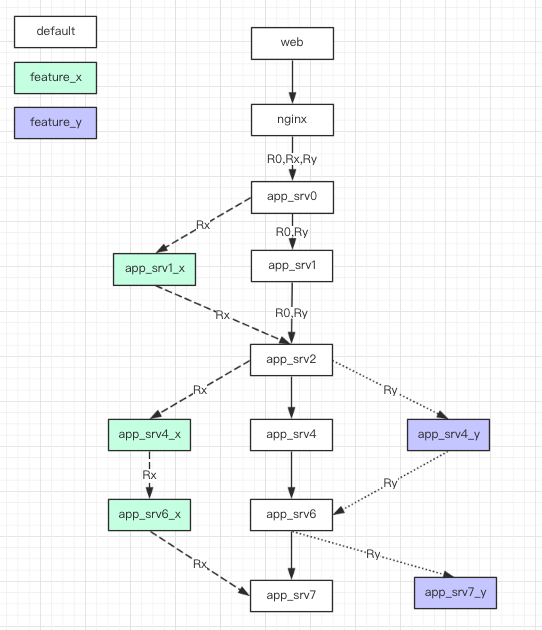 default
web
feature_x
nginx
feature_y
R0,Rx,Ry
app_srv0
Rx
R0,Ry
app_srv1_x
app_srv1
Rx
R0,Ry
app_srv2
Rx
Ry
app_srv4_x
app_srv4
app_srv4_y
Rx
Ry
app_srv6_x
app_srv6
Rx
Ry
app_srv7
app_srv7_y